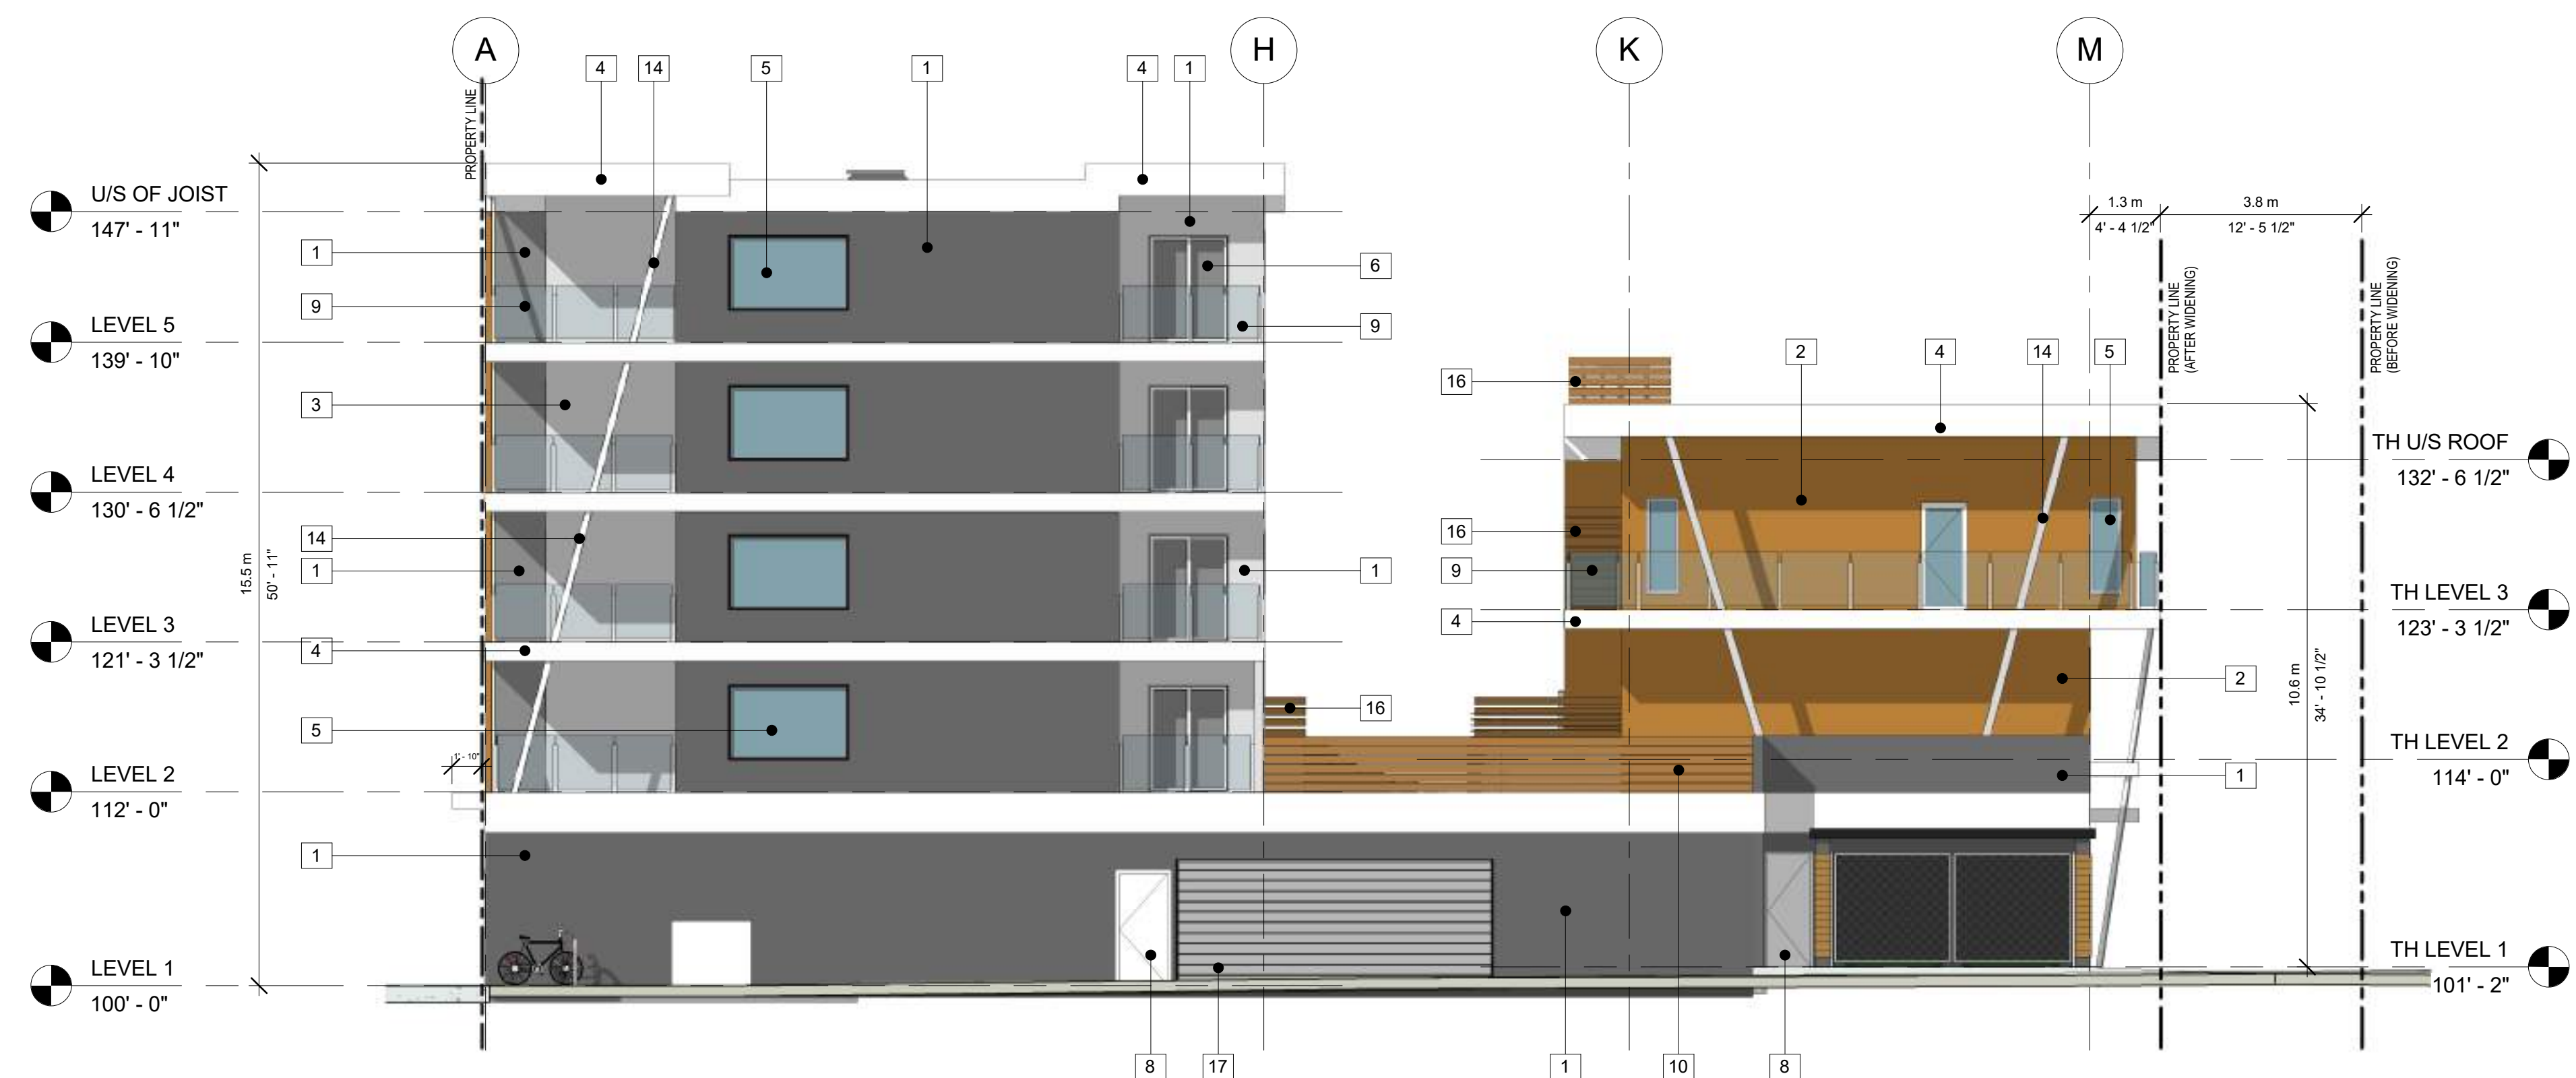 A
H
K
M
4
14
5
1
4
1
PROPERTY LINE
U/S OF JOIST
147' - 11"
1
9
LEVEL 5
139' - 10"
3
LEVEL 4
130' - 6 1/2"
14
1
LEVEL 3
121' - 3 1/2"
4
5
LEVEL 2
112' - 0"
1' - 10"
1
LEVEL 1
100' - 0"
15.5 m
50' - 11"
6
9
1
16
16
16
9
4
2
4
14
5
1.3 m
4' - 4 1/2"
3.8 m
12' - 5 1/2"
PROPERTY LINE
(AFTER WIDENING)
PROPERTY LINE
(BEFORE WIDENING)
TH U/S ROOF
132' - 6 1/2"
TH LEVEL 3
123' - 3 1/2"
2
10.6 m
34' - 10 1/2"
TH LEVEL 2
114' - 0"
1
TH LEVEL 1
101' - 2"
8
17
1
10
8